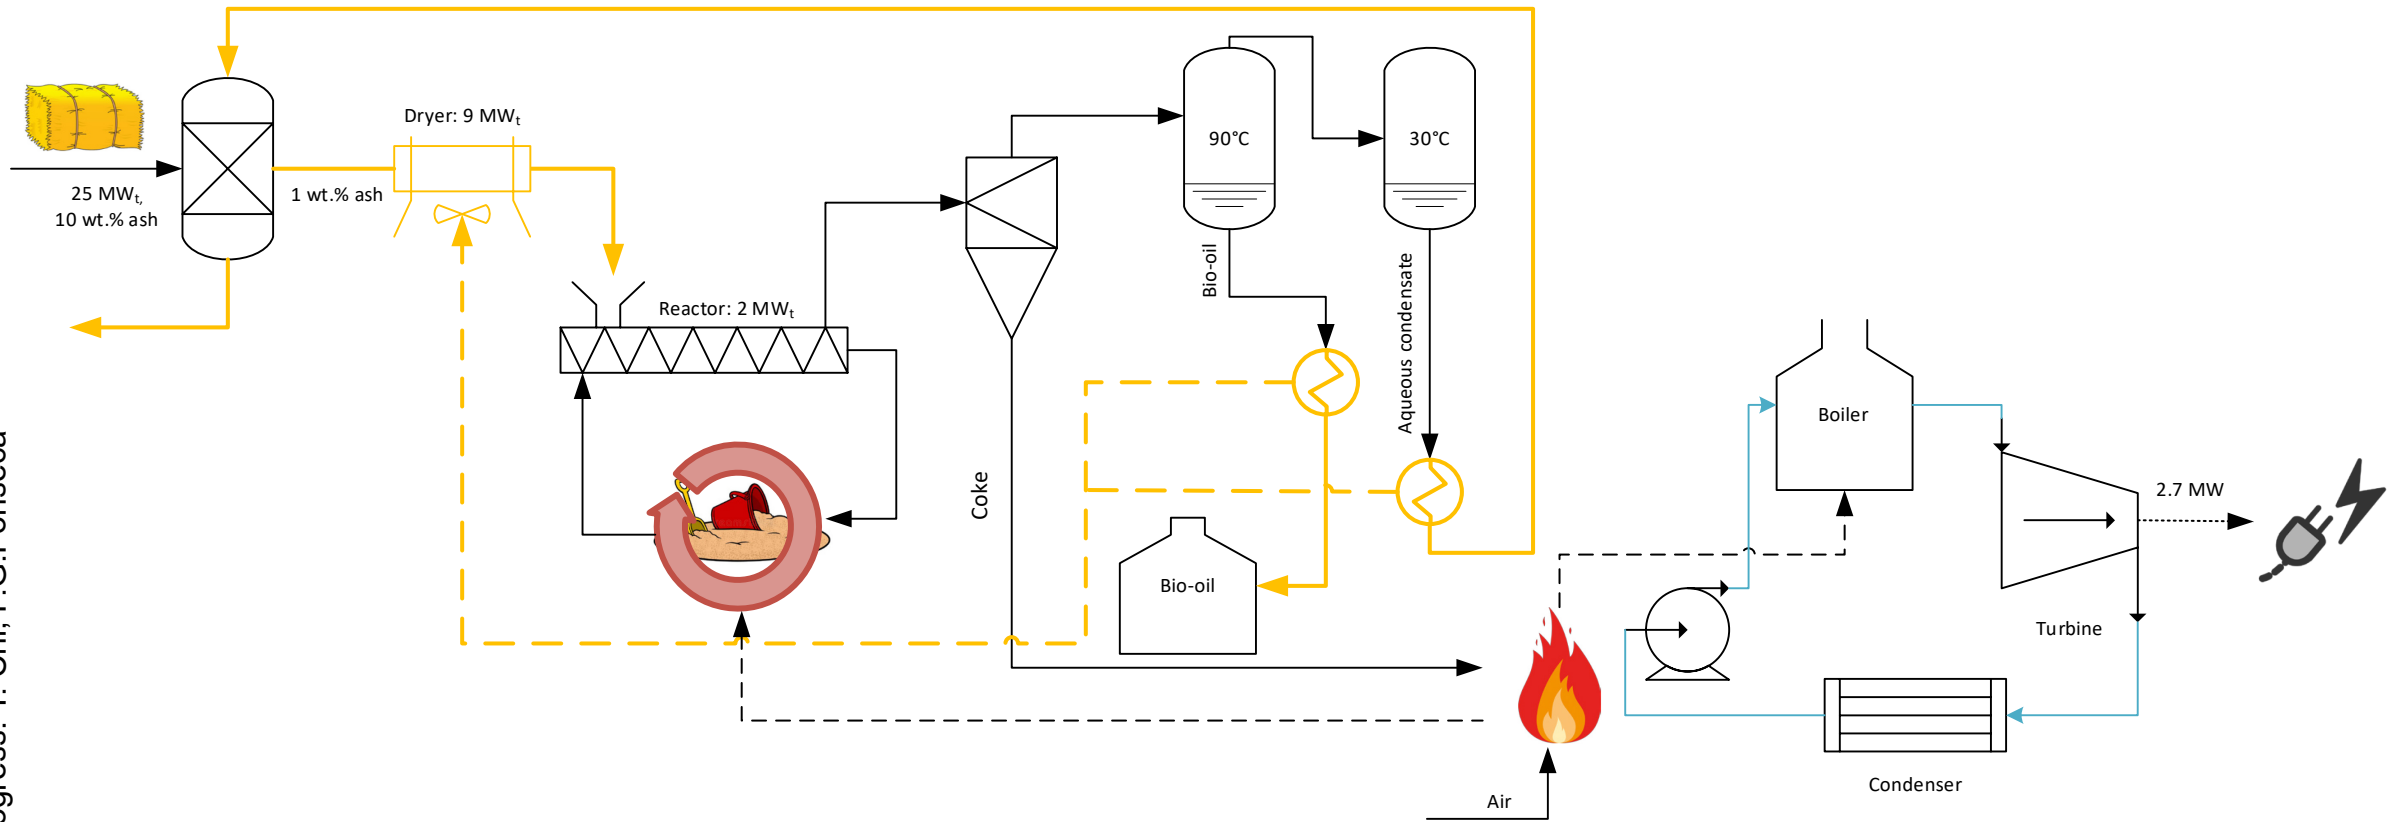 Dryer: 9 MWt
25 MWt,
10 wt.% ash
1 wt.% ash
90°C
30°C
Reactor: 2 MWt
Bio-oil
Aqueous condensate
Coke
Bio-oil
Boiler
2.7 MW
Turbine
Condenser
Air